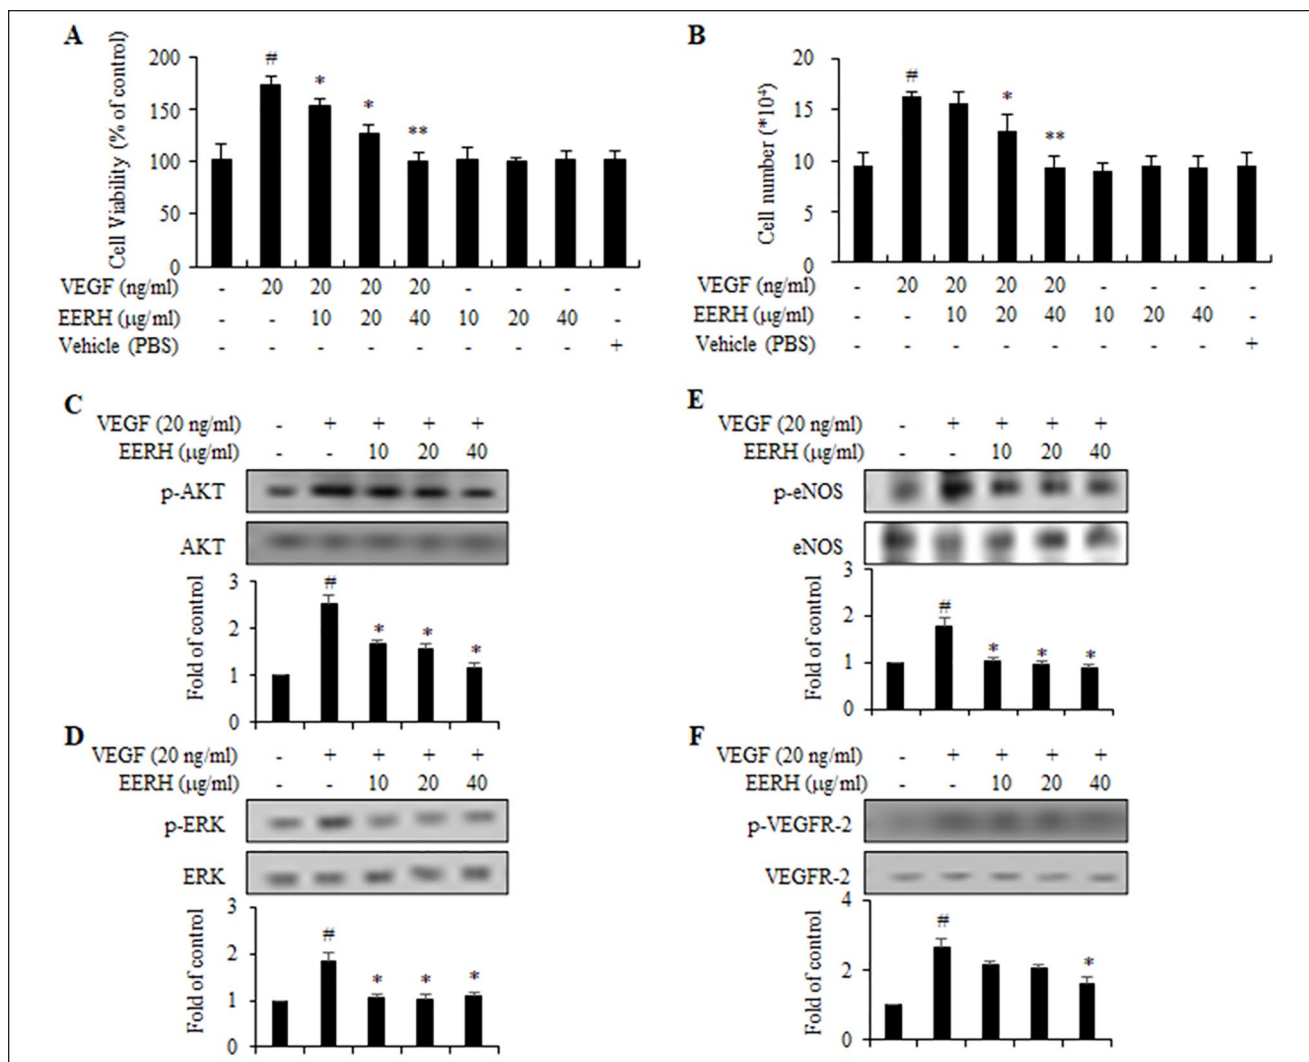 A
Cell Viability (% of control)
200
150
100
50
0
# * * **
VEGF (ng/ml) - 20 20 20 20 - - - -
EERH (μg/ml) - - 10 20 40 10 20 40 -
Vehicle (PBS) - - - - - - - - +
B
Cell number (*10⁴)
20
15
10
5
0
# * **
VEGF (ng/ml) - 20 20 20 20 - - - -
EERH (μg/ml) - - 10 20 40 10 20 40 -
Vehicle (PBS) - - - - - - - - +
C
VEGF (20 ng/ml) - + + + +
EERH (μg/ml) - - 10 20 40
p-AKT
AKT
Fold of control
3
2
1
0
# * * *
D
VEGF (20 ng/ml) - + + + +
EERH (μg/ml) - - 10 20 40
p-ERK
ERK
Fold of control
3
2
1
0
# * * *
E
VEGF (20 ng/ml) - + + + +
EERH (μg/ml) - - 10 20 40
p-eNOS
eNOS
Fold of control
3
2
1
0
# * * *
F
VEGF (20 ng/ml) - + + + +
EERH (μg/ml) - - 10 20 40
p-VEGFR-2
VEGFR-2
Fold of control
4
2
0
# *